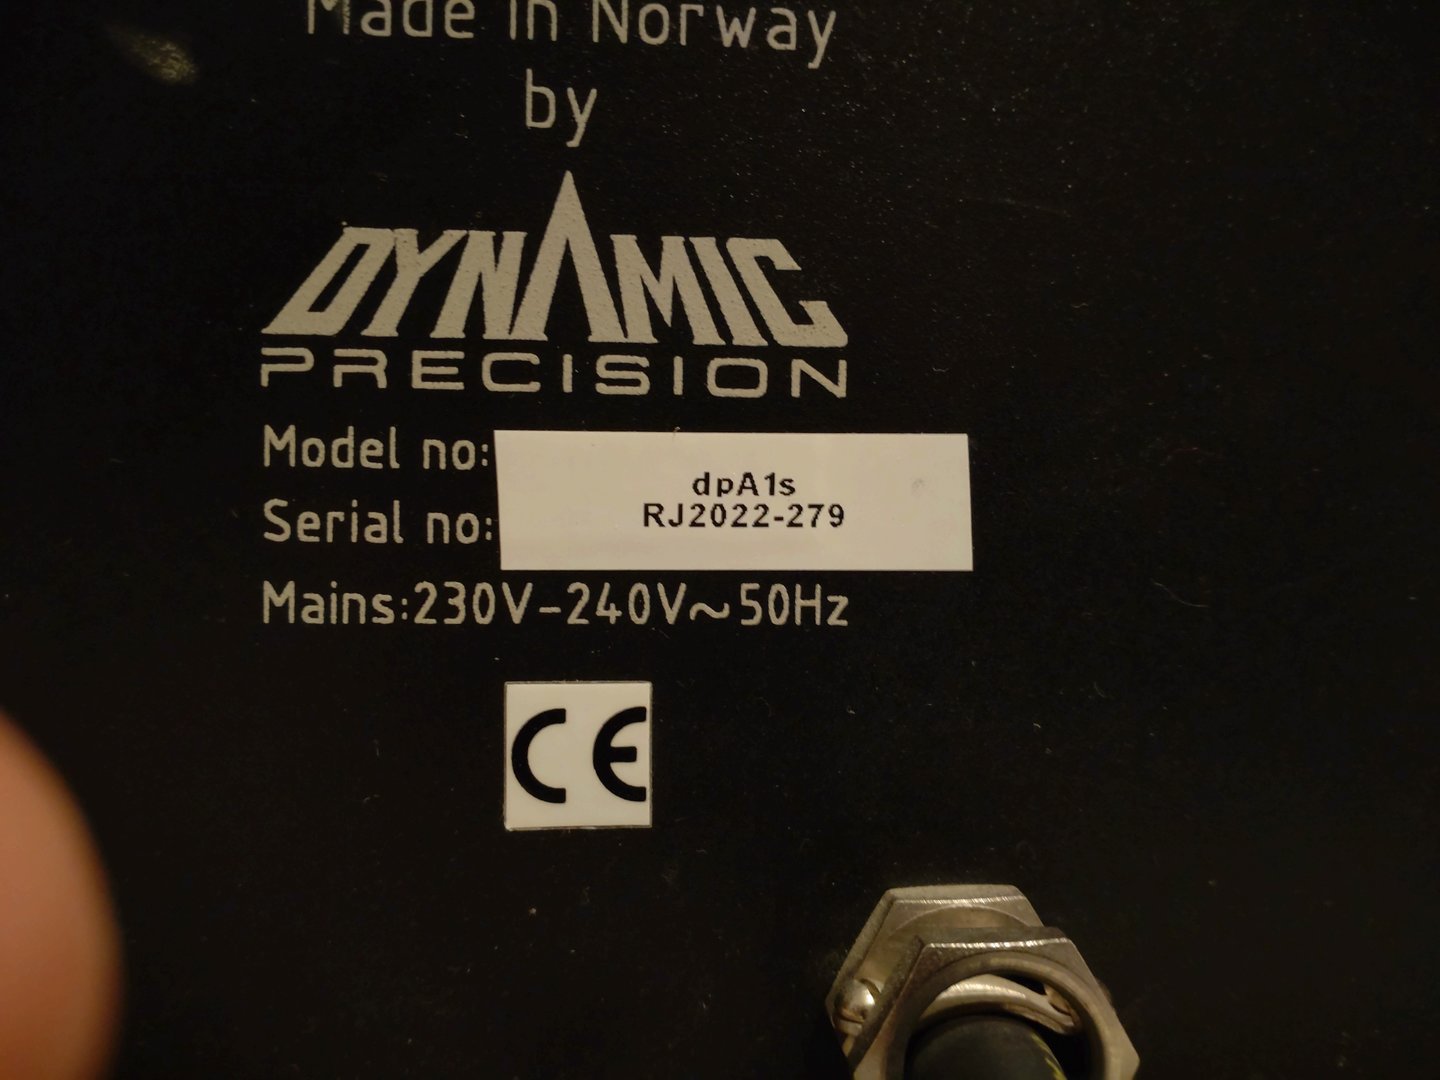 Made in Norway
by
DYNAMIC
PRECISION
Model no:
dpA1s
Serial no:
RJ2022-279
Mains:230V-240V~50Hz
CE